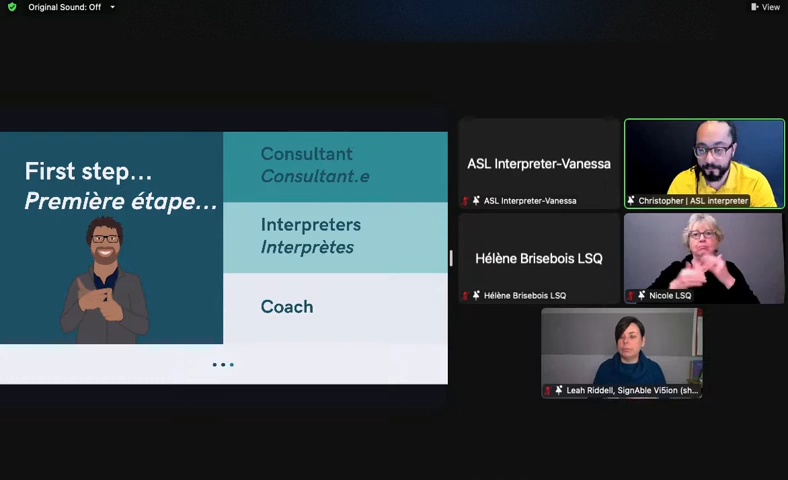 Original Sound: Off
View
First step...
Première étape...
Consultant
Consultant.e
Interpreters
Interprètes
Coach
ASL Interpreter-Vanessa
ASL Interpreter-Vanessa
Christopher | ASL interpreter
Hélène Brisebois LSQ
Hélène Brisebois LSQ
Nicole LSQ
Leah Riddell, SignAble Vi5ion (sh...